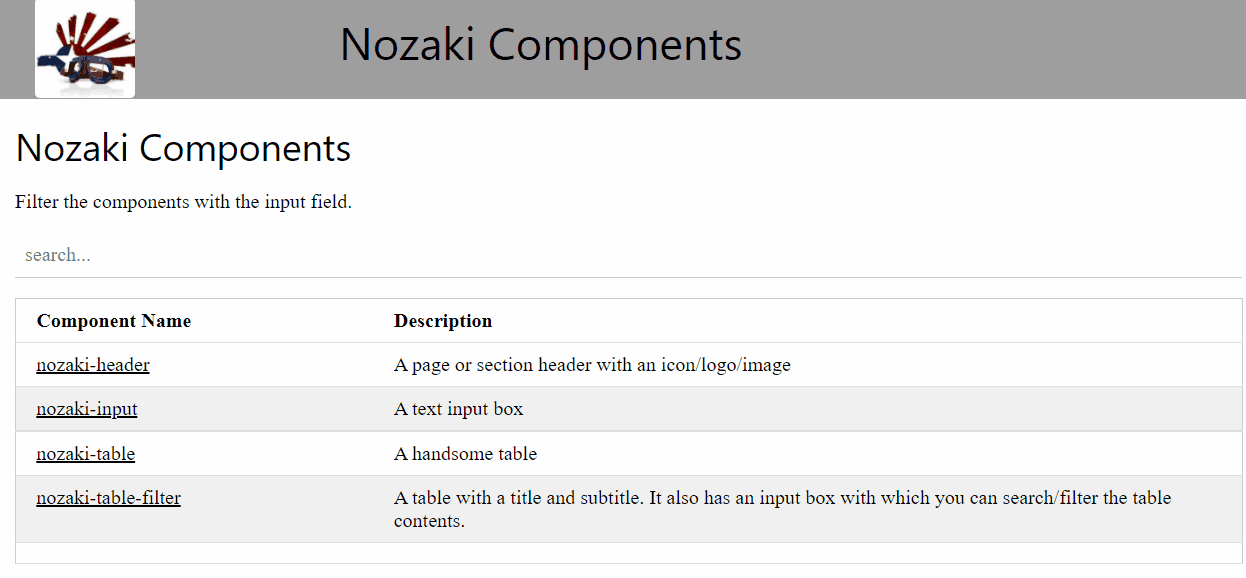 Nozaki Components
Nozaki Components
Filter the components with the input field.
search...
Component Name Description
nozaki-header A page or section header with an icon/logo/image
nozaki-input A text input box
nozaki-table A handsome table
nozaki-table-filter A table with a title and subtitle. It also has an input box with which you can search/filter the table
contents.